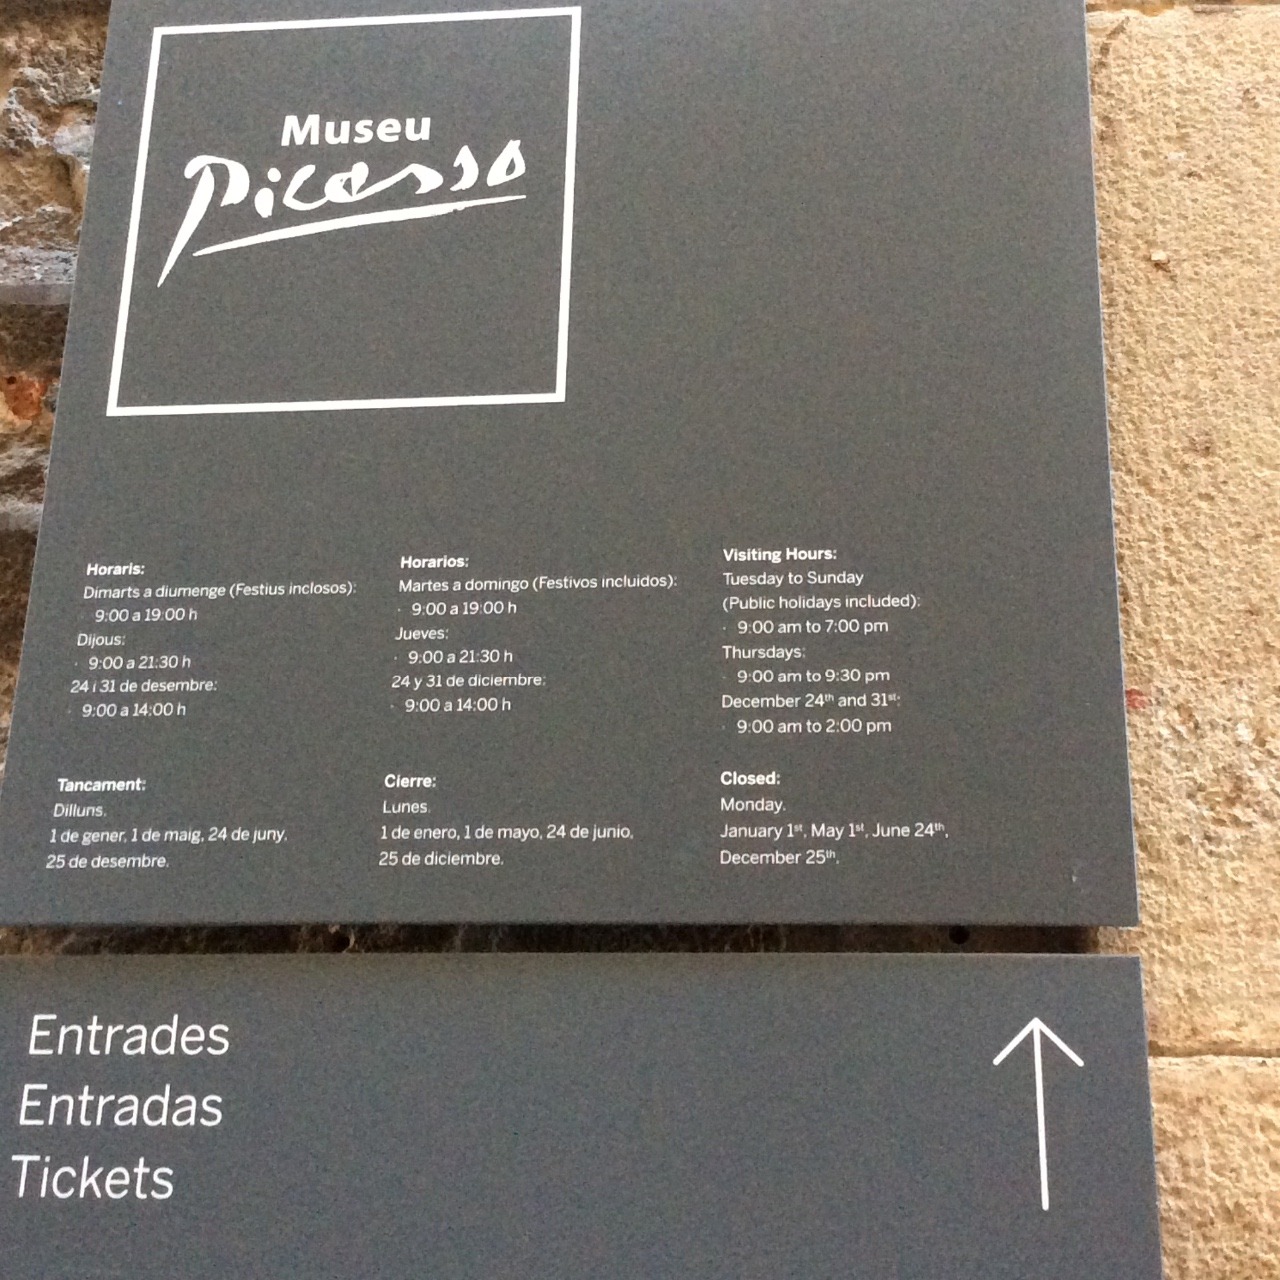 Museu
Picasso
Horaris:
Dimarts a diumenge (Festius inclosos):
· 9:00 a 19:00 h
Dijous:
· 9:00 a 21:30 h
24 i 31 de desembre:
· 9:00 a 14:00 h
Tancament:
Dilluns.
1 de gener, 1 de maig, 24 de juny,
25 de desembre.
Horarios:
Martes a domingo (Festivos incluidos):
· 9:00 a 19:00 h
Jueves:
· 9:00 a 21:30 h
24 y 31 de diciembre:
· 9:00 a 14:00 h
Cierre:
Lunes.
1 de enero, 1 de mayo, 24 de junio,
25 de diciembre.
Visiting Hours:
Tuesday to Sunday
(Public holidays included):
· 9:00 am to 7:00 pm
Thursdays:
· 9:00 am to 9:30 pm
December 24th and 31st:
· 9:00 am to 2:00 pm
Closed:
Monday.
January 1st, May 1st, June 24th,
December 25th.
Entrades
Entradas
Tickets